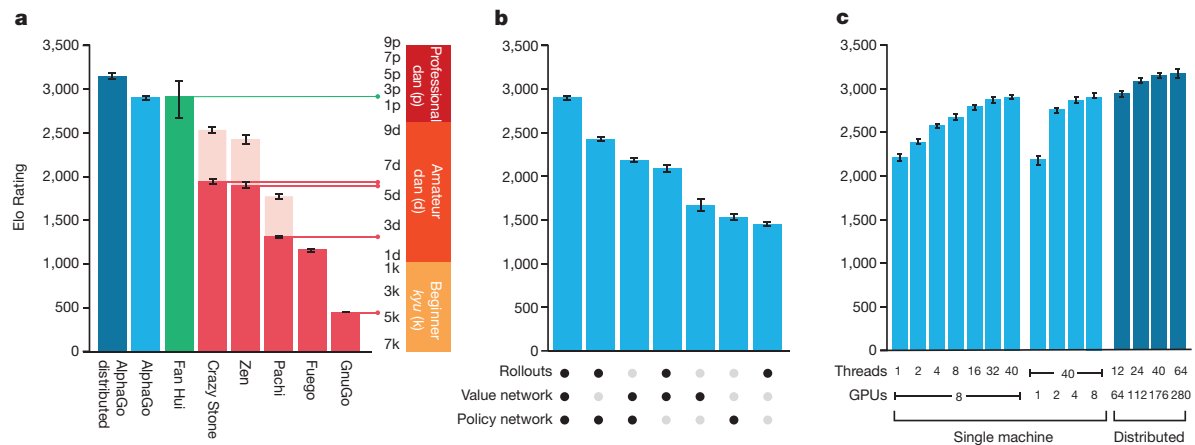 a
Elo Rating
3,500
3,000
2,500
2,000
1,500
1,000
500
0
AlphaGo distributed
AlphaGo
Fan Hui
Crazy Stone
Zen
Pachi
Fuego
GnuGo
9p
7p
5p
3p
1p
9d
7d
5d
3d
1d
1k
3k
5k
7k
Professional
dan (p)
Amateur
dan (d)
Beginner
kyu (k)
b
3,500
3,000
2,500
2,000
1,500
1,000
500
0
Rollouts
Value network
Policy network
c
3,500
3,000
2,500
2,000
1,500
1,000
500
0
Threads 1 2 4 8 16 32 40 40 12 24 40 64
GPUs 8 1 2 4 8 64 112 176 280
Single machine Distributed